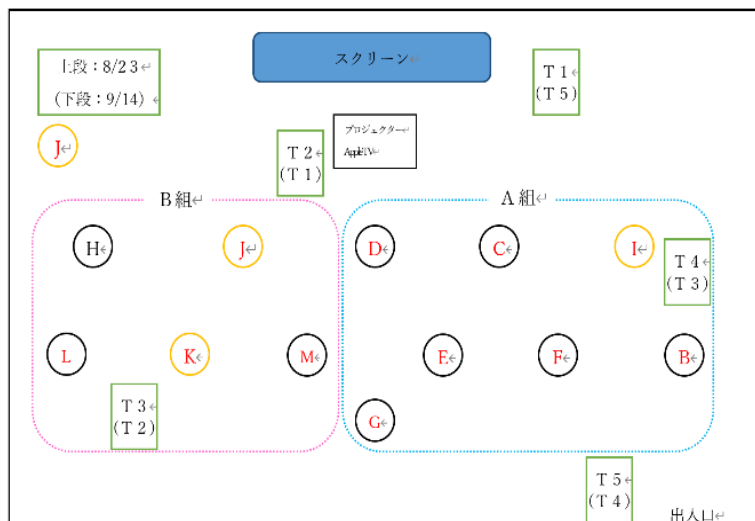 上段：8/23
(下段：9/14)
スクリーン
T1
(T5)
J
T2
(T1)
プロジェクター
AppleTV
B組
A組
H
J
D
C
I
T4
(T3)
L
K
M
E
F
B
T3
(T2)
G
T5
(T4)
出入口